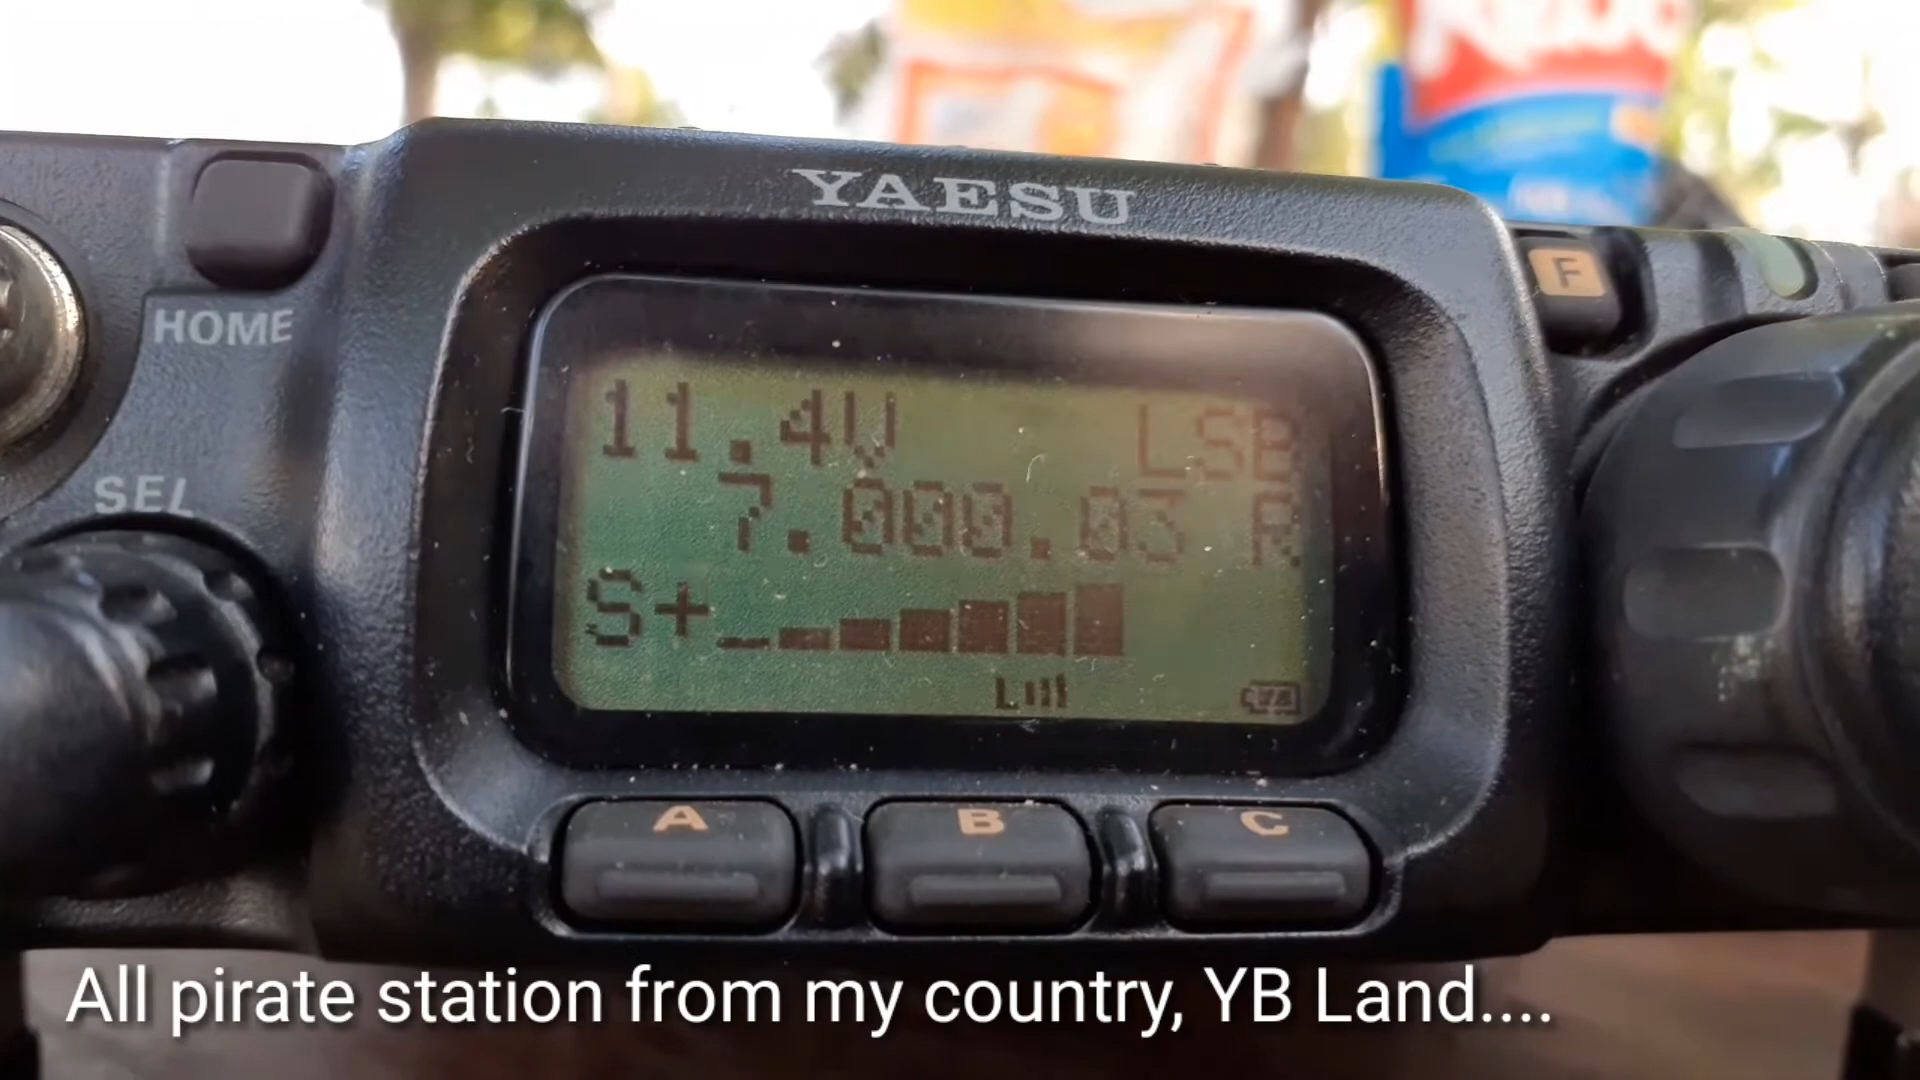 YAESU
F
HOME
11.4V LSB
SEL
7.000.03 R
S+
A B C
All pirate station from my country, YB Land....